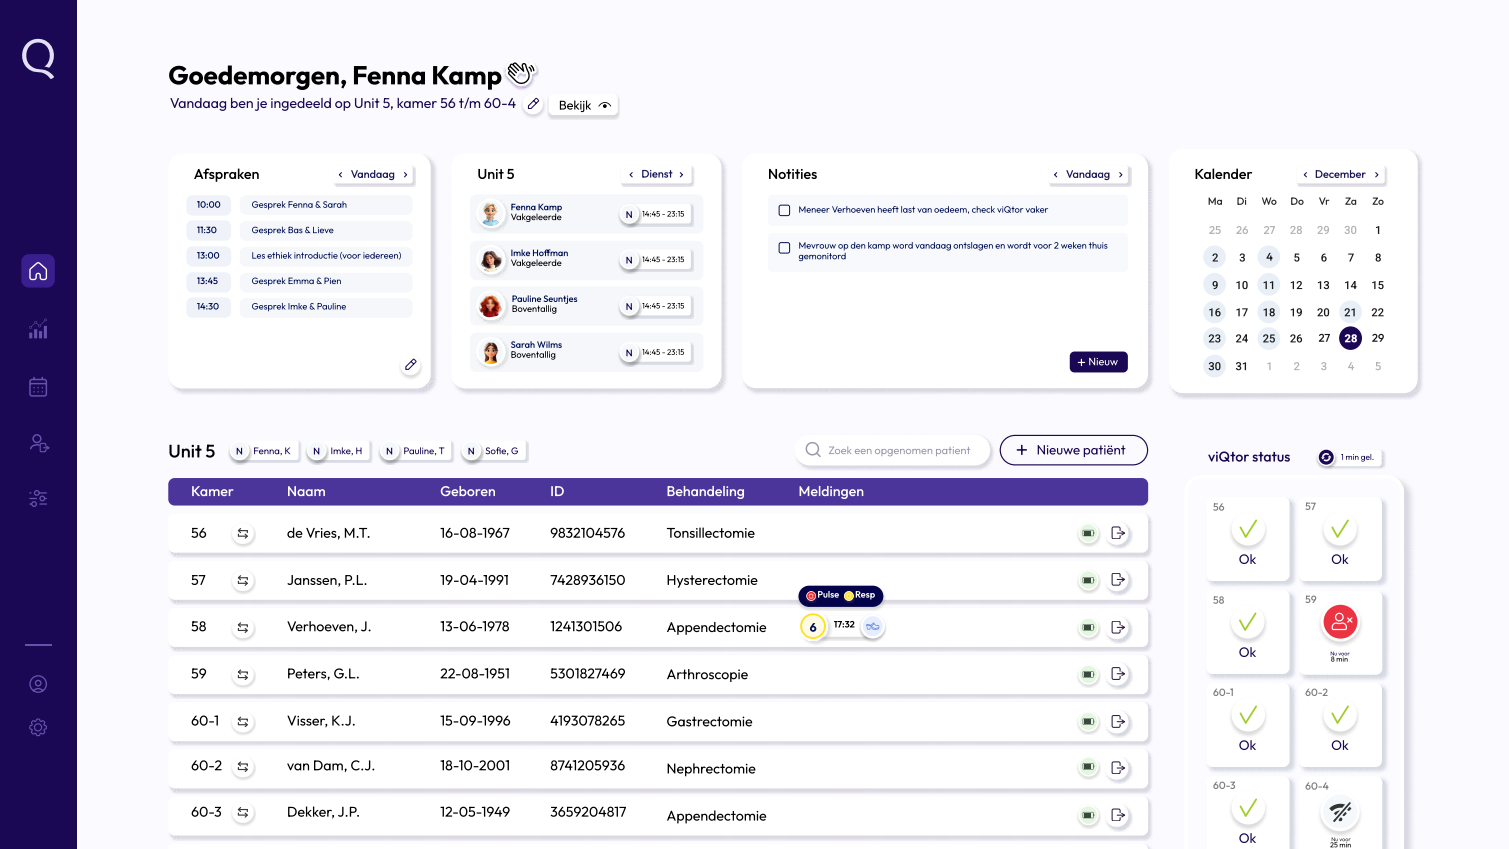 Q
Goedemorgen, Fenna Kamp
Vandaag ben je ingedeeld op Unit 5, kamer 56 t/m 60-4
Bekijk
Afspraken
< Vandaag >
10:00 Gesprek Fenna & Sarah
11:30 Gesprek Bas & Lieve
13:00 Les ethiek introductie (voor iedereen)
13:45 Gesprek Emma & Pien
14:30 Gesprek Imke & Pauline
Unit 5
< Dienst >
Fenna Kamp
Vakgeleerde
N 14:45 - 23:15
Imke Hoffman
Vakgeleerde
N 14:45 - 23:15
Pauline Seuntjes
Boventallig
N 14:45 - 23:15
Sarah Wilms
Boventallig
N 14:45 - 23:15
Notities
< Vandaag >
Meneer Verhoeven heeft last van oedeem, check viQtor vaker
Mevrouw op den kamp word vandaag ontslagen en wordt voor 2 weken thuis
gemonitord
+ Nieuw
Kalender
< December >
Ma Di Wo Do Vr Za Zo
25 26 27 28 29 30 1
2 3 4 5 6 7 8
9 10 11 12 13 14 15
16 17 18 19 20 21 22
23 24 25 26 27 28 29
30 31 1 2 3 4 5
Unit 5
N Fenna, K
N Imke, H
N Pauline, T
N Sofie, G
Zoek een opgenomen patient
+ Nieuwe patiënt
Kamer Naam Geboren ID Behandeling Meldingen
56 de Vries, M.T. 16-08-1967 9832104576 Tonsillectomie
57 Janssen, P.L. 19-04-1991 7428936150 Hysterectomie
Pulse Resp
58 Verhoeven, J. 13-06-1978 1241301506 Appendectomie 6 17:32
59 Peters, G.L. 22-08-1951 5301827469 Arthroscopie
60-1 Visser, K.J. 15-09-1996 4193078265 Gastrectomie
60-2 van Dam, C.J. 18-10-2001 8741205936 Nephrectomie
60-3 Dekker, J.P. 12-05-1949 3659204817 Appendectomie
viQtor status
1 min gel.
56
Ok
57
Ok
58
Ok
59
Nu voor
8 min
60-1
Ok
60-2
Ok
60-3
Ok
60-4
Nu voor
25 min